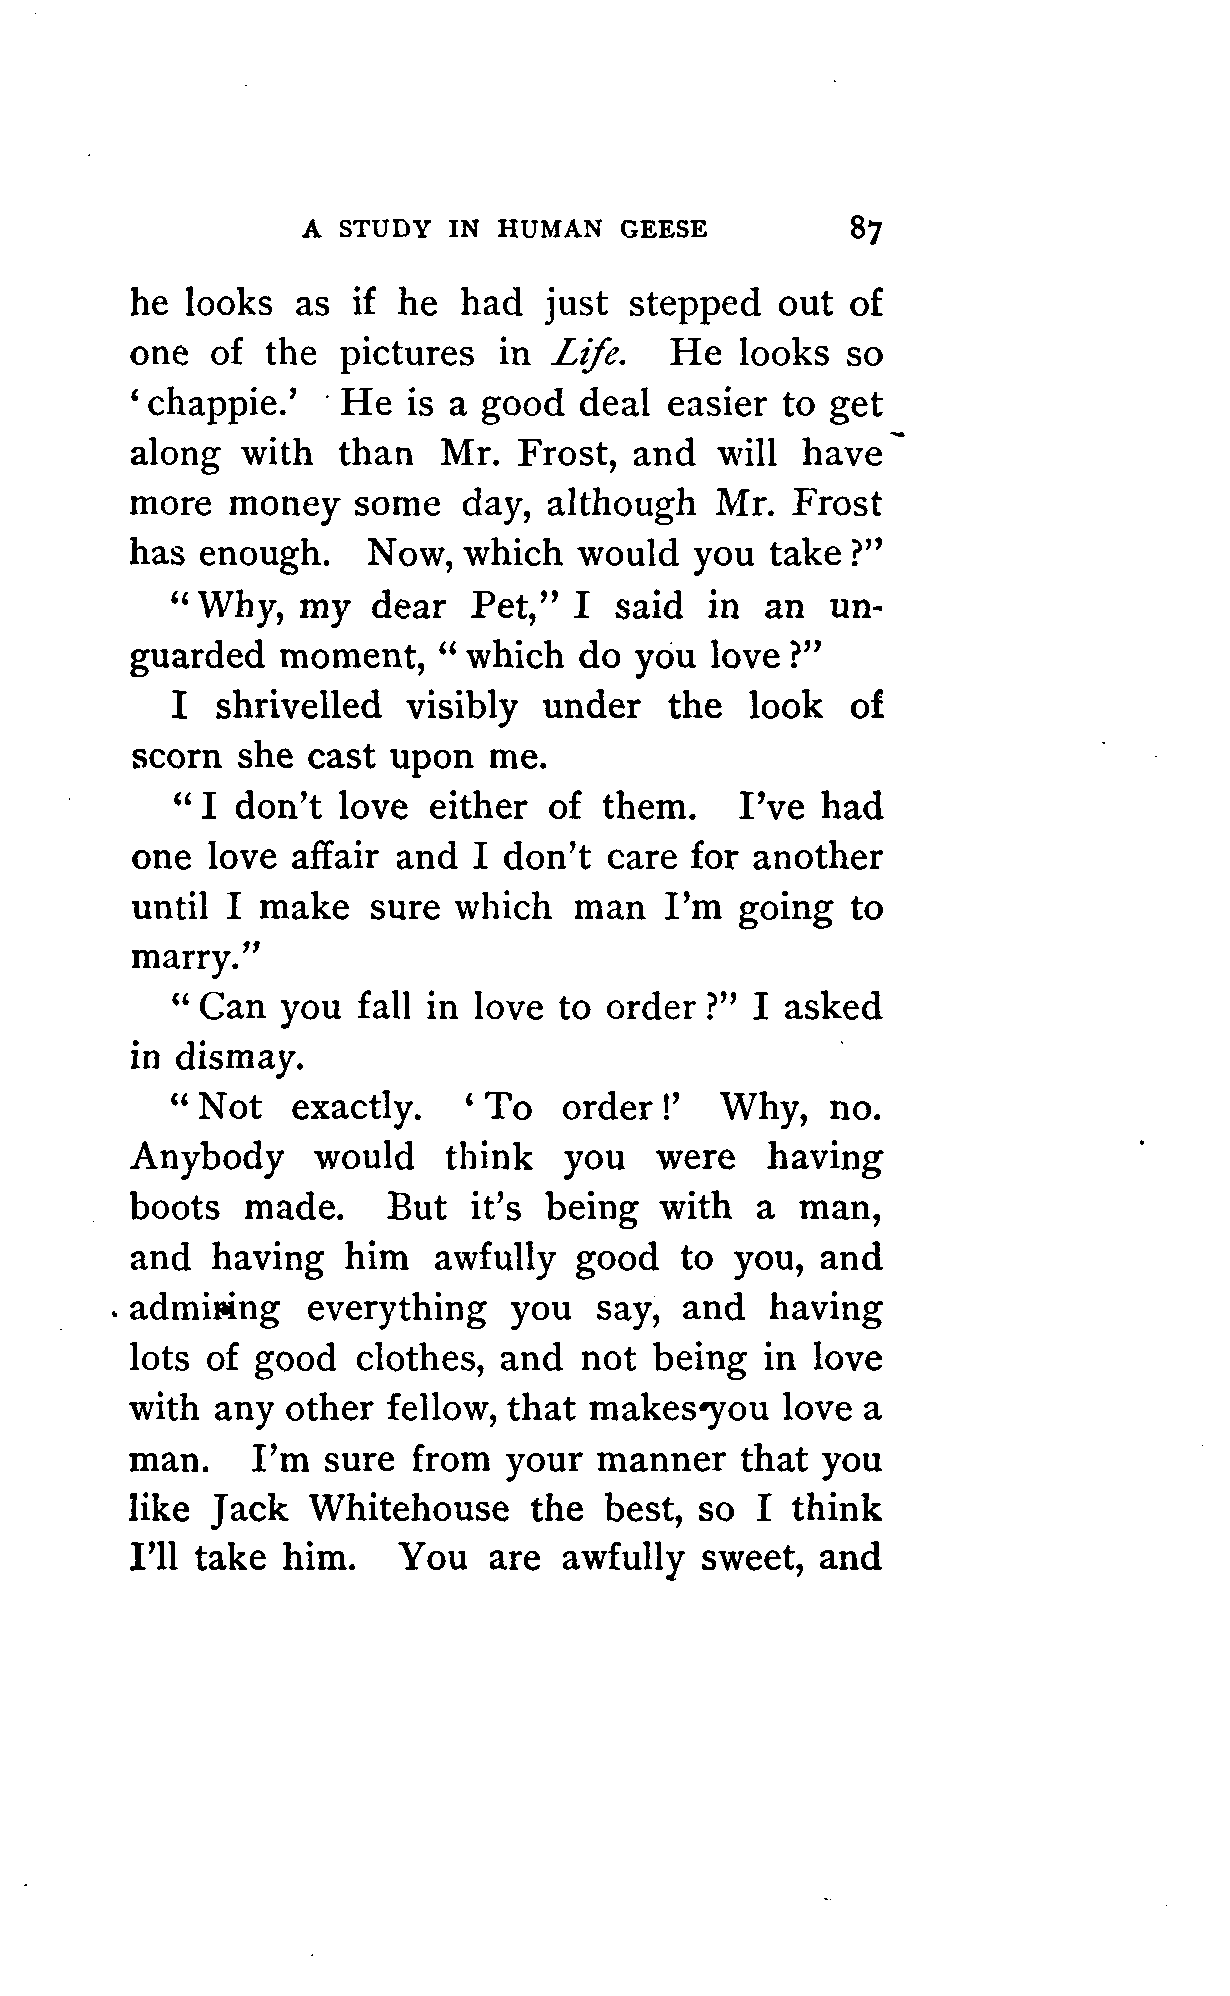 A STUDY IN HUMAN GEESE 87
he looks as if he had just stepped out of
one of the pictures in Life. He looks so
'chappie.' He is a good deal easier to get
along with than Mr. Frost, and will have
more money some day, although Mr. Frost
has enough. Now, which would you take?"
"Why, my dear Pet," I said in an un-
guarded moment, "which do you love?"
I shrivelled visibly under the look of
scorn she cast upon me.
"I don't love either of them. I've had
one love affair and I don't care for another
until I make sure which man I'm going to
marry."
"Can you fall in love to order?" I asked
in dismay.
"Not exactly. 'To order!' Why, no.
Anybody would think you were having
boots made. But it's being with a man,
and having him awfully good to you, and
admiring everything you say, and having
lots of good clothes, and not being in love
with any other fellow, that makes you love a
man. I'm sure from your manner that you
like Jack Whitehouse the best, so I think
I'll take him. You are awfully sweet, and